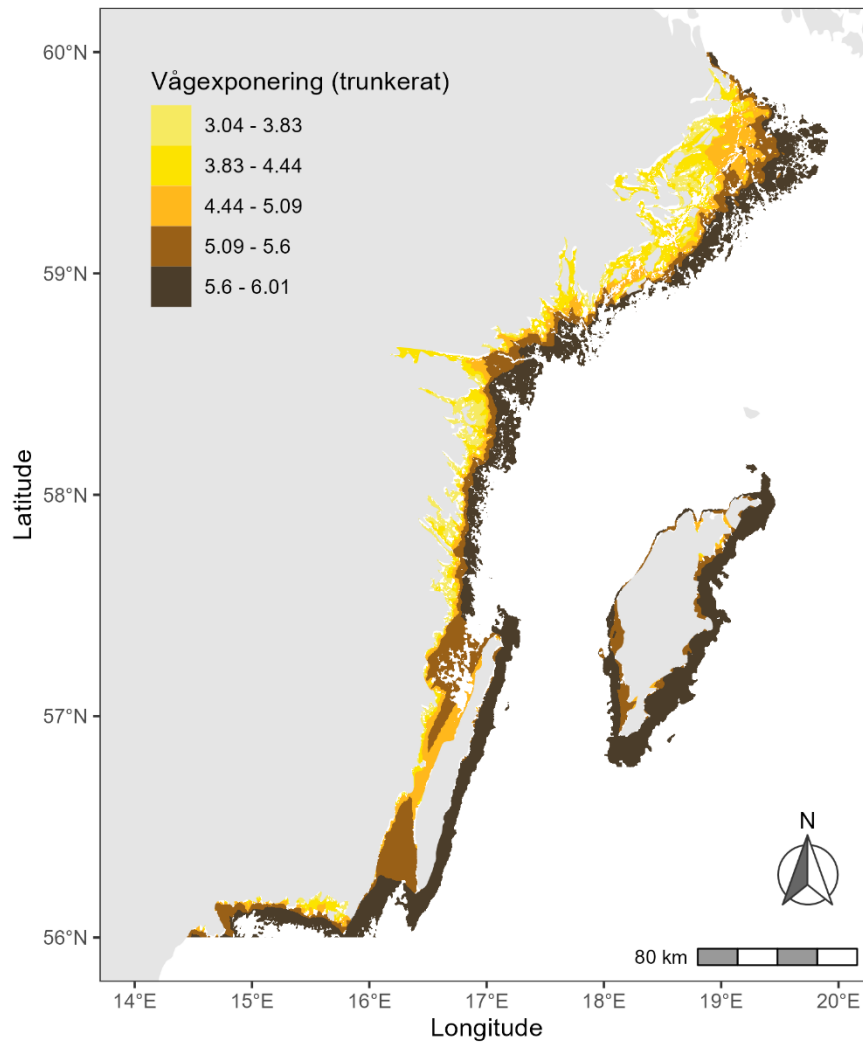 Vågexponering (trunkerat)
3.04 - 3.83
3.83 - 4.44
4.44 - 5.09
5.09 - 5.6
5.6 - 6.01
60°N
59°N
58°N
57°N
56°N
Latitude
N
80 km
14°E 15°E 16°E 17°E 18°E 19°E 20°E
Longitude